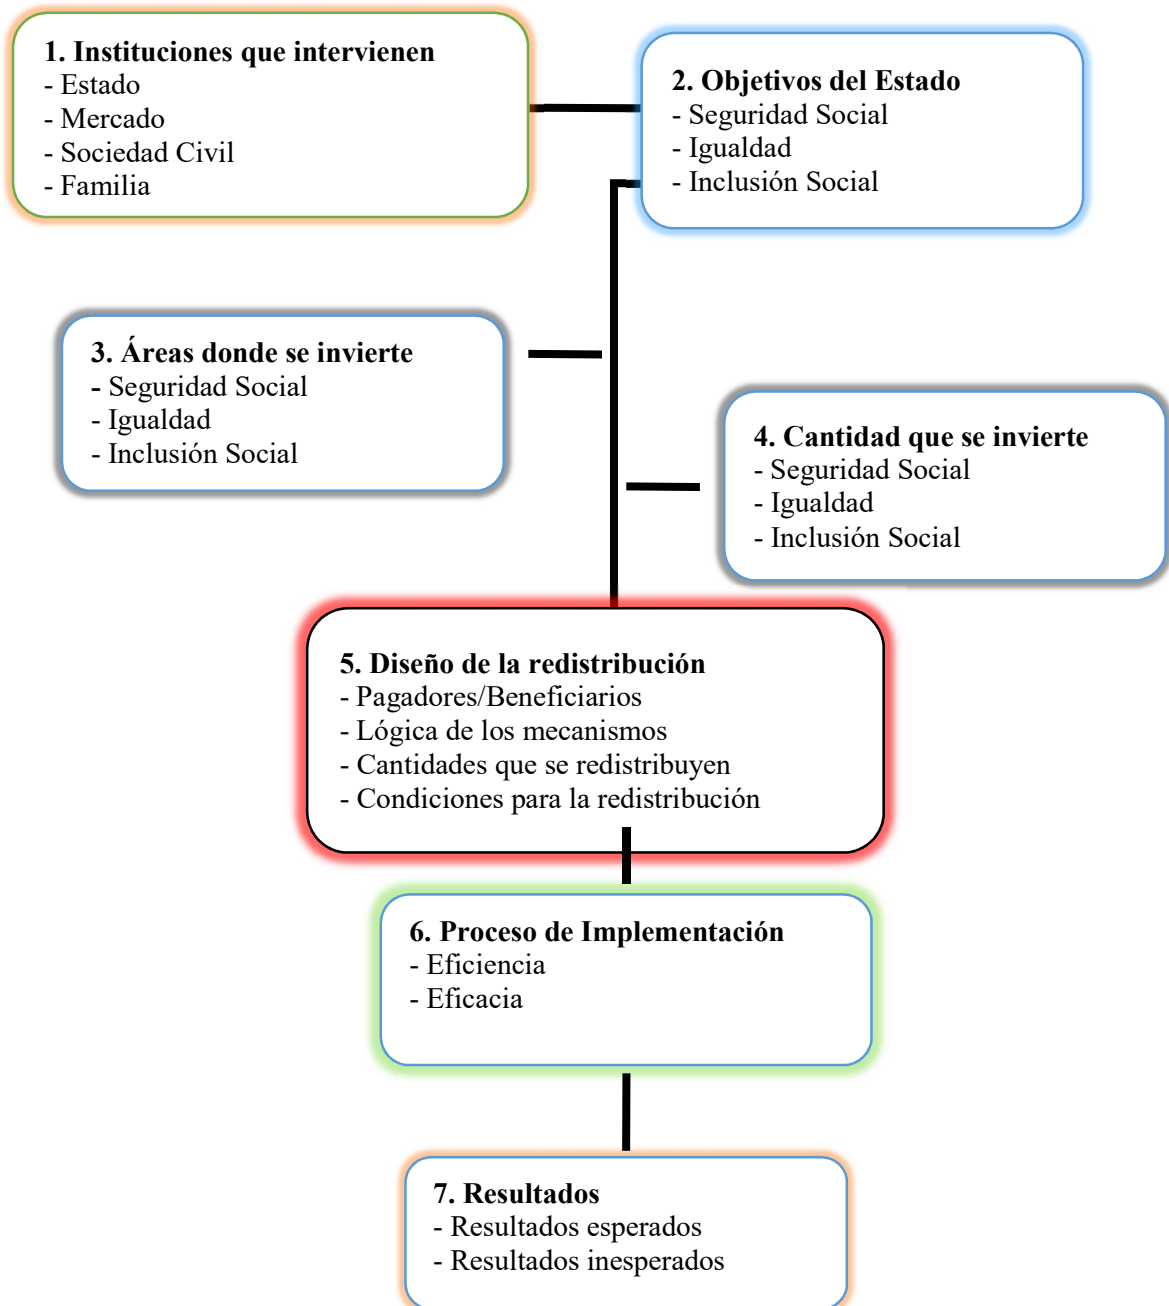 1. Instituciones que intervienen
- Estado
- Mercado
- Sociedad Civil
- Familia
2. Objetivos del Estado
- Seguridad Social
- Igualdad
- Inclusión Social
3. Áreas donde se invierte
- Seguridad Social
- Igualdad
- Inclusión Social
4. Cantidad que se invierte
- Seguridad Social
- Igualdad
- Inclusión Social
5. Diseño de la redistribución
- Pagadores/Beneficiarios
- Lógica de los mecanismos
- Cantidades que se redistribuyen
- Condiciones para la redistribución
6. Proceso de Implementación
- Eficiencia
- Eficacia
7. Resultados
- Resultados esperados
- Resultados inesperados